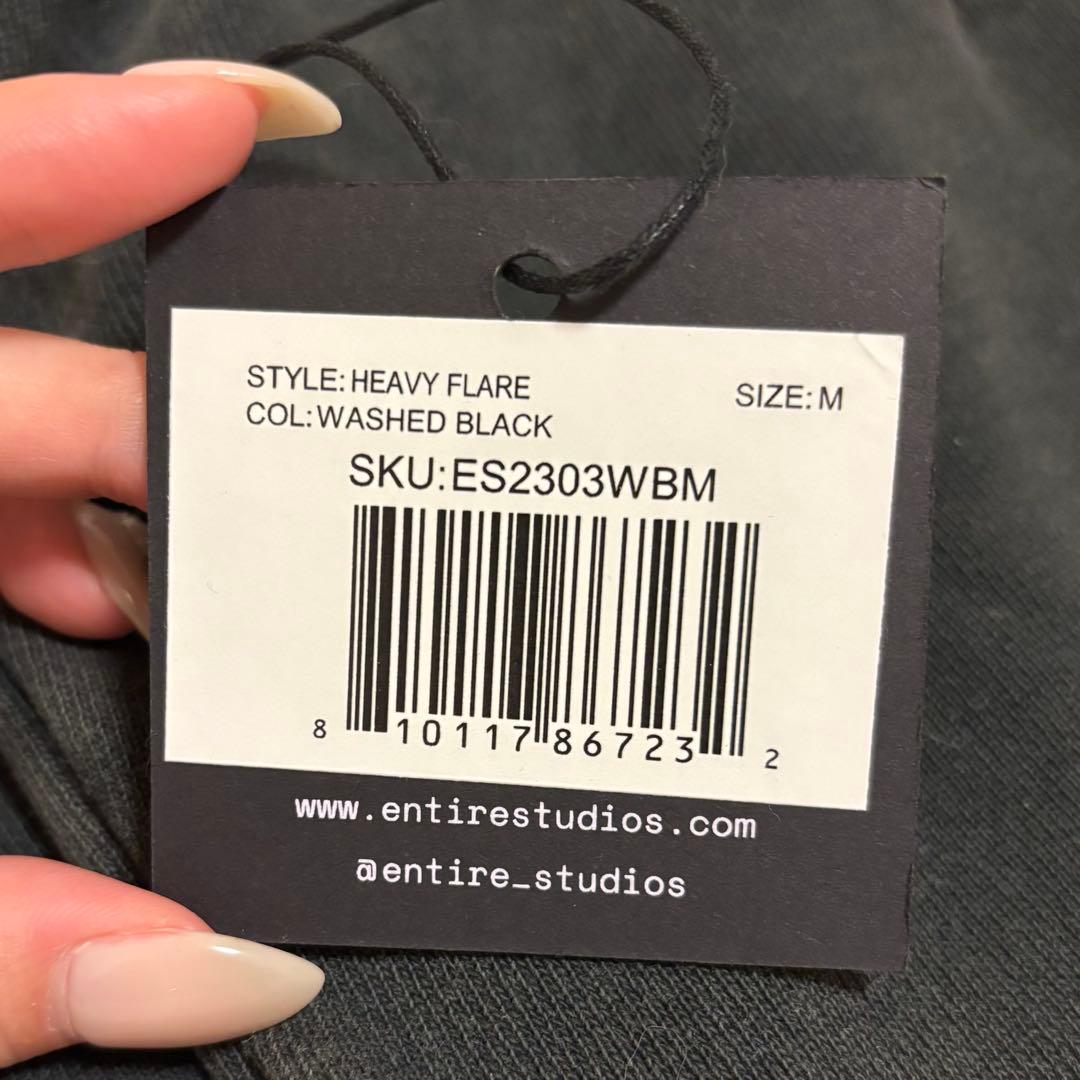 STYLE: HEAVY FLARE
SIZE: M
COL: WASHED BLACK
SKU: ES2303WBM
8 10117 86723 2
www.entirestudios.com
@entire_studios